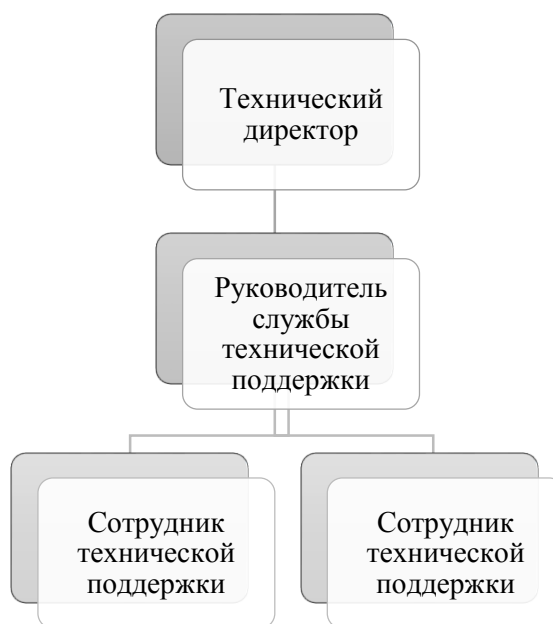 Технический
директор
Руководитель
службы
технической
поддержки
Сотрудник
технической
поддержки
Сотрудник
технической
поддержки